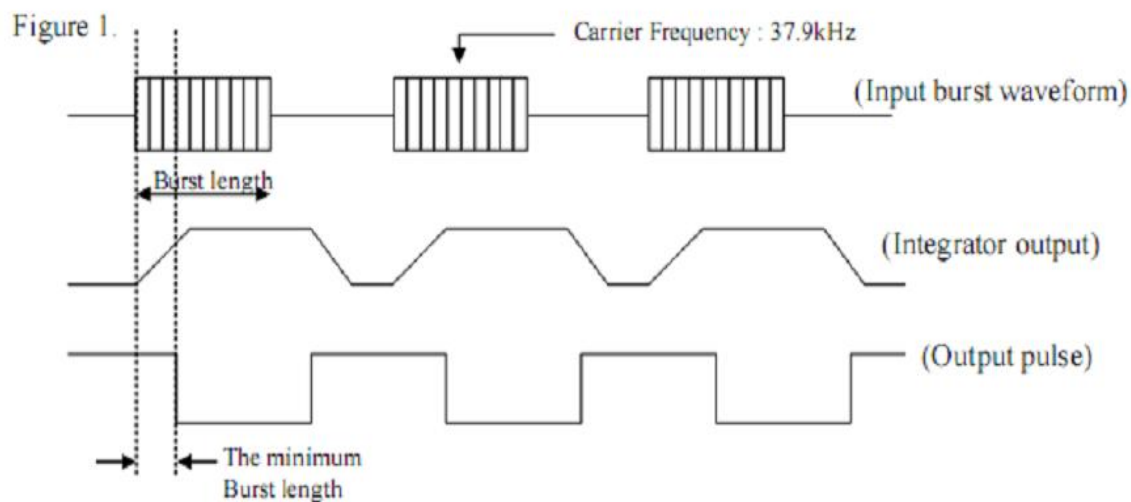 Figure 1.
Carrier Frequency : 37.9kHz
(Input burst waveform)
Burst length
(Integrator output)
(Output pulse)
The minimum
Burst length